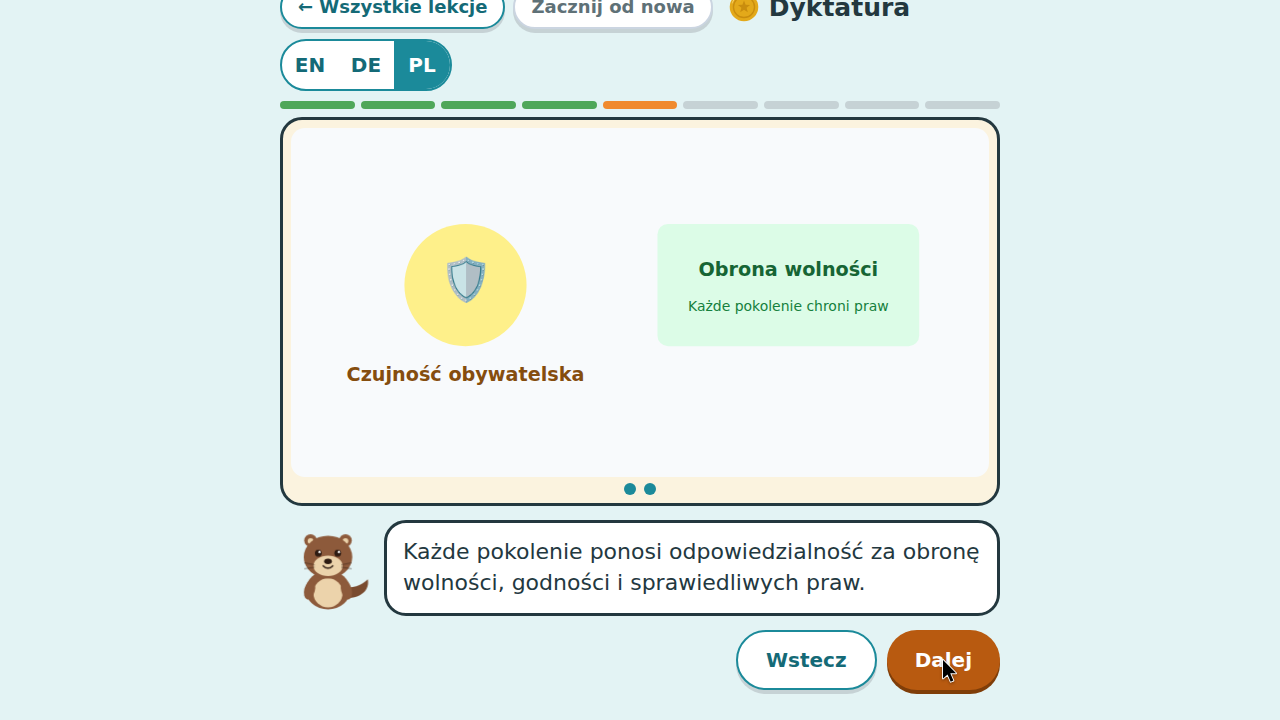 ← Wszystkie lekcje
Zacznij od nowa
Dyktatura
EN DE PL
Obrona wolności
Każde pokolenie chroni praw
Czujność obywatelska
Każde pokolenie ponosi odpowiedzialność za obronę
wolności, godności i sprawiedliwych praw.
Wstecz
Dalej